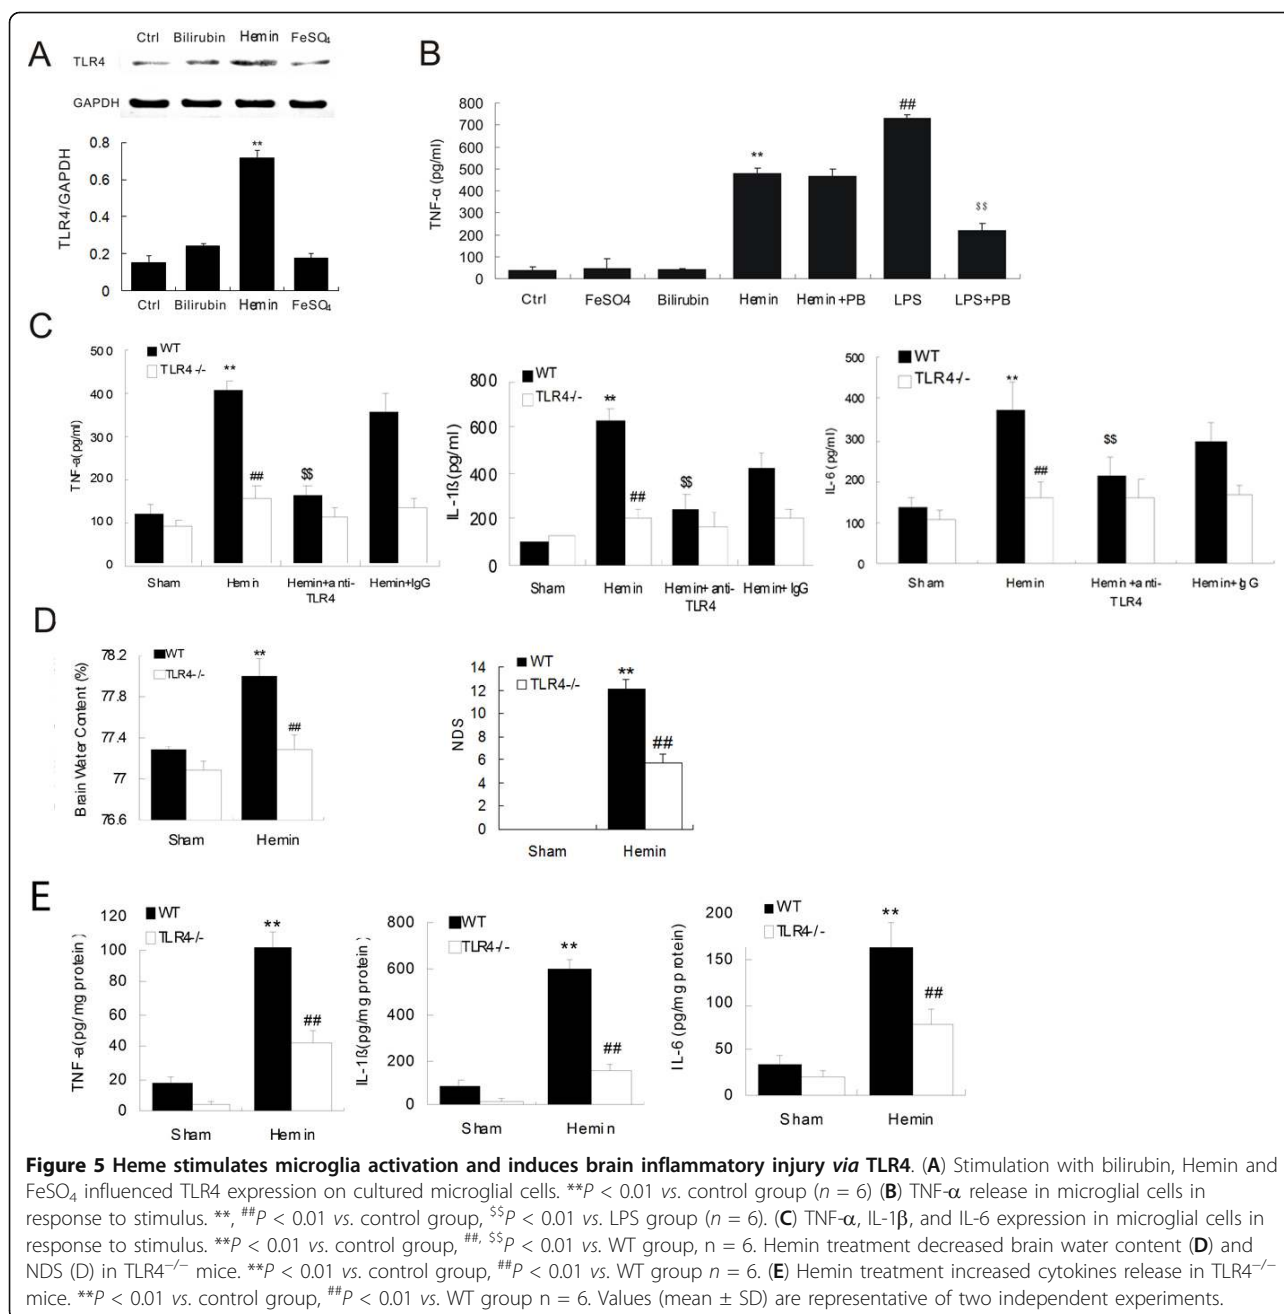 A
Ctrl Bilirubin Hemin FeSO4
TLR4
GAPDH
0.8
0.6
0.4
0.2
0
TLR4/GAPDH
**
Ctrl Bilirubin Hemin FeSO4
B
800
700
600
500
400
300
200
100
0
TNF-α (pg/ml)
**
##
$$
Ctrl FeSO4 Bilirubin Hemin Hemin+PB LPS LPS+PB
C
500
400
300
200
100
0
TNF-a(pg/ml)
WT
TLR4-/-
**
##
$$
Sham Hemin Hemin+anti- Hemin+IgG
TLR4
800
600
400
200
0
IL-1ß(pg/ml)
WT
TLR4-/-
**
##
$$
Sham Hemin Hemin+anti- Hemin+IgG
TLR4
500
400
300
200
100
0
IL-6 (pg/ml)
WT
TLR4-/-
**
##
$$
Sham Hemin Hemin+anti- Hemin+IgG
TLR4
D
78.2
77.8
77.4
77
76.6
Brain Water Content (%)
WT
TLR4-/-
**
##
Sham Hemin
14
12
10
8
6
4
2
0
NDS
WT
TLR4-/-
**
##
Sham Hemin
E
120
100
80
60
40
20
0
TNF-a(pg/mg protein)
WT
TLR4-/-
**
##
Sham Hemin
800
600
400
200
0
IL-1ß(pg/mg protein)
WT
TLR4-/-
**
##
Sham Hemin
200
150
100
50
0
IL-6 (pg/mg protein)
WT
TLR4-/-
**
##
Sham Hemin
Figure 5 Heme stimulates microglia activation and induces brain inflammatory injury via TLR4. (A) Stimulation with bilirubin, Hemin and
FeSO4 influenced TLR4 expression on cultured microglial cells. **P < 0.01 vs. control group (n = 6) (B) TNF-α release in microglial cells in
response to stimulus. **, ##P < 0.01 vs. control group, $$P < 0.01 vs. LPS group (n = 6). (C) TNF-α, IL-1β, and IL-6 expression in microglial cells in
response to stimulus. **P < 0.01 vs. control group, ##, $$P < 0.01 vs. WT group, n = 6. Hemin treatment decreased brain water content (D) and
NDS (D) in TLR4−/− mice. **P < 0.01 vs. control group, ##P < 0.01 vs. WT group n = 6. (E) Hemin treatment increased cytokines release in TLR4−/−
mice. **P < 0.01 vs. control group, ##P < 0.01 vs. WT group n = 6. Values (mean ± SD) are representative of two independent experiments.